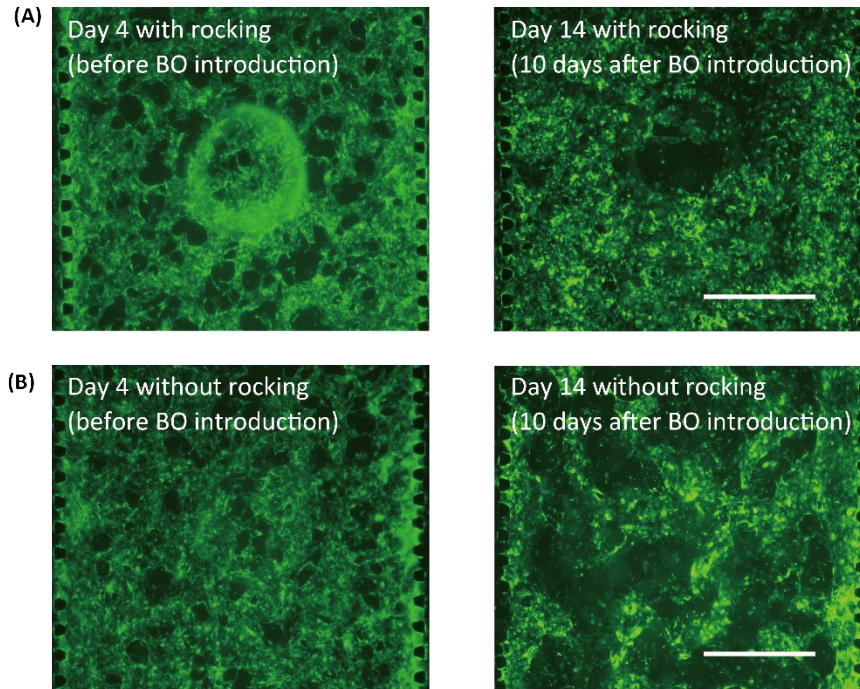 (A)
Day 4 with rocking
(before BO introduction)
Day 14 with rocking
(10 days after BO introduction)
(B)
Day 4 without rocking
(before BO introduction)
Day 14 without rocking
(10 days after BO introduction)